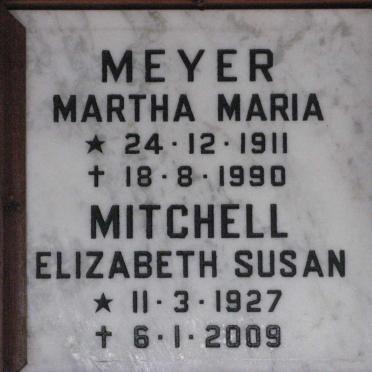 MEYER
MARTHA MARIA
★ 24·12·1911
✝ 18·8·1990
MITCHELL
ELIZABETH SUSAN
★ 11·3·1927
✝ 6·1·2009